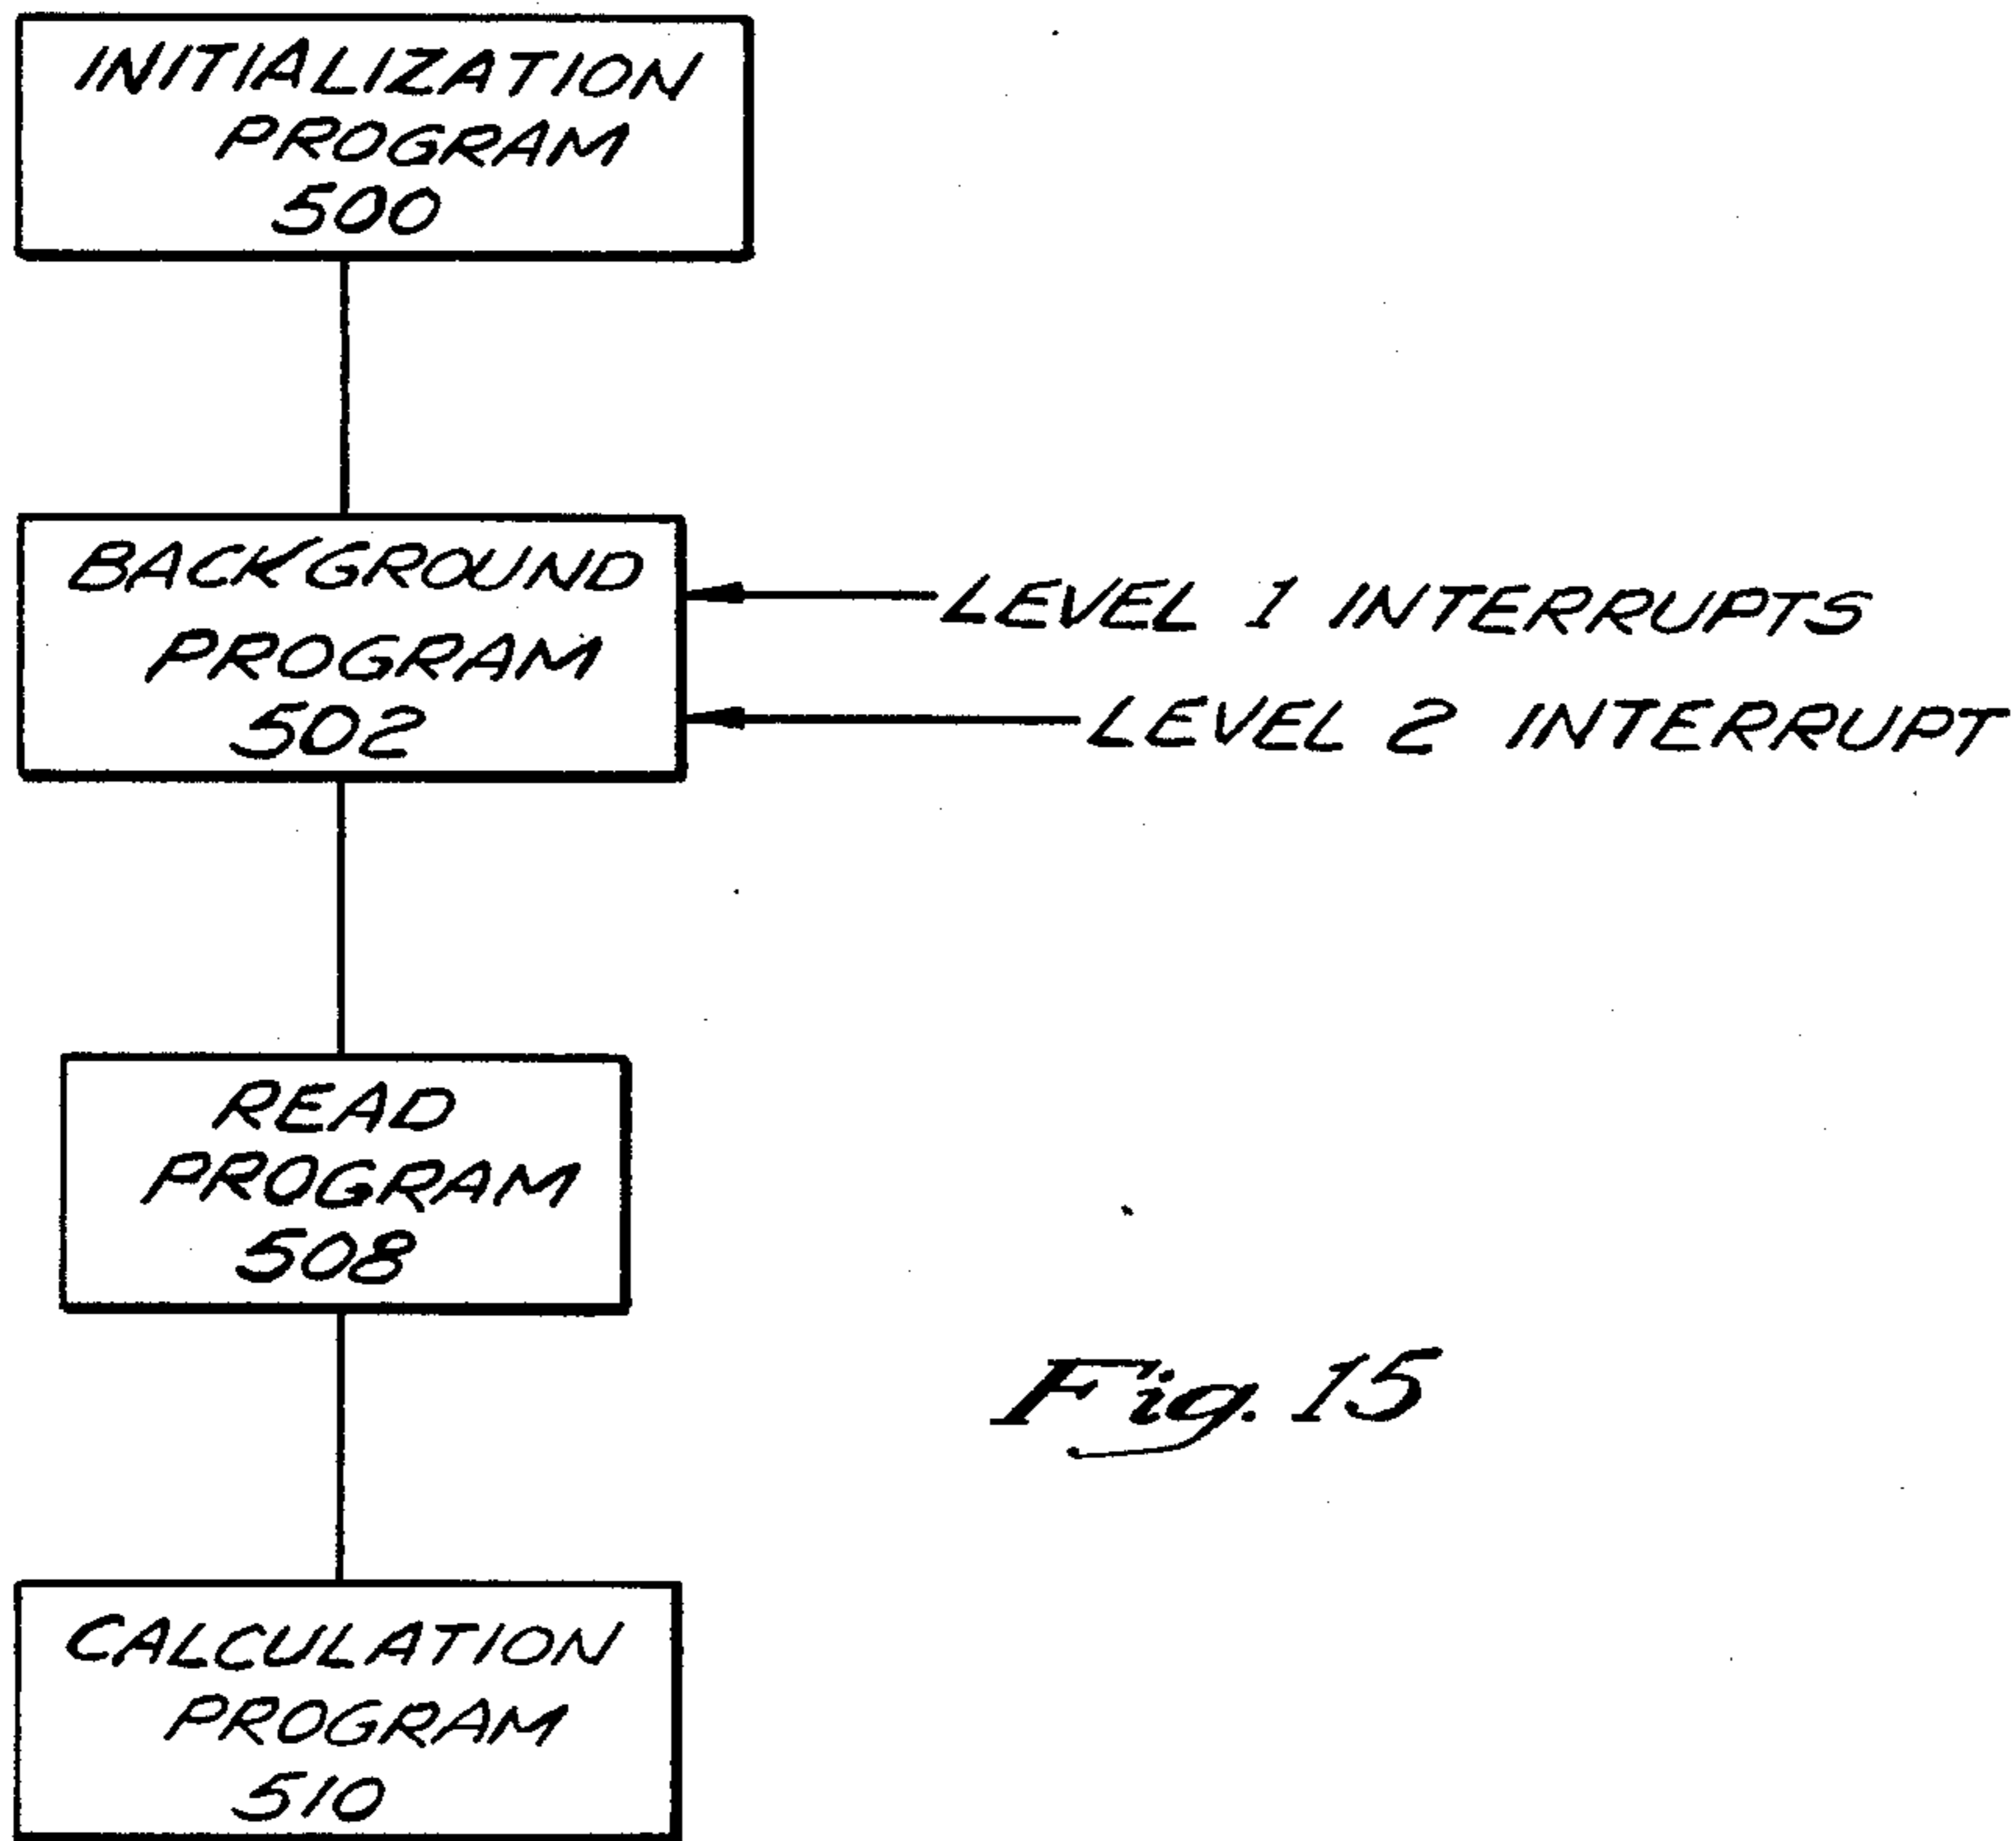 INITIALIZATION
PROGRAM
500
BACKGROUND
PROGRAM
502
LEVEL 1 INTERRUPTS
LEVEL 2 INTERRUPT
READ
PROGRAM
508
Fig. 15
CALCULATION
PROGRAM
510